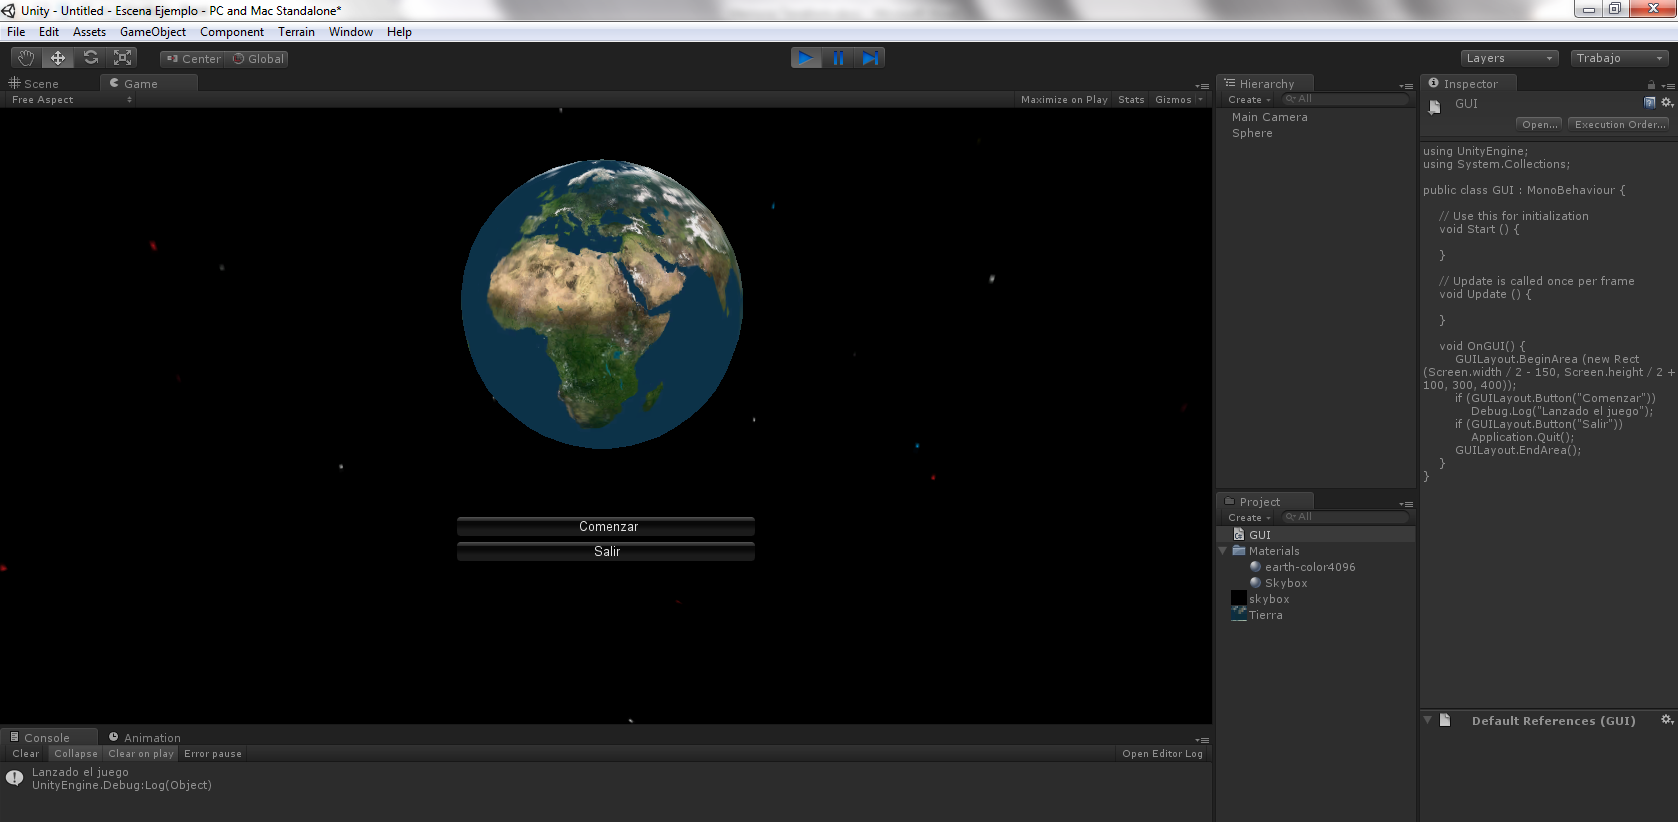 Unity - Untitled - Escena Ejemplo - PC and Mac Standalone*
File Edit Assets GameObject Component Terrain Window Help
Center Global
Layers Trabajo
Scene Game
Free Aspect Maximize on Play Stats Gizmos
Comenzar
Salir
Console Animation
Clear Collapse Clear on play Error pause Open Editor Log
Lanzado el juego
UnityEngine.Debug:Log(Object)
Hierarchy
Create All
Main Camera
Sphere
Project
Create All
GUI
Materials
earth-color4096
Skybox
skybox
Tierra
Inspector
GUI
Open... Execution Order...
using UnityEngine;
using System.Collections;
public class GUI : MonoBehaviour {
// Use this for initialization
void Start () {
}
// Update is called once per frame
void Update () {
}
void OnGUI() {
GUILayout.BeginArea (new Rect
(Screen.width / 2 - 150, Screen.height / 2 +
100, 300, 400));
if (GUILayout.Button("Comenzar"))
Debug.Log("Lanzado el juego");
if (GUILayout.Button("Salir"))
Application.Quit();
GUILayout.EndArea();
}
}
Default References (GUI)